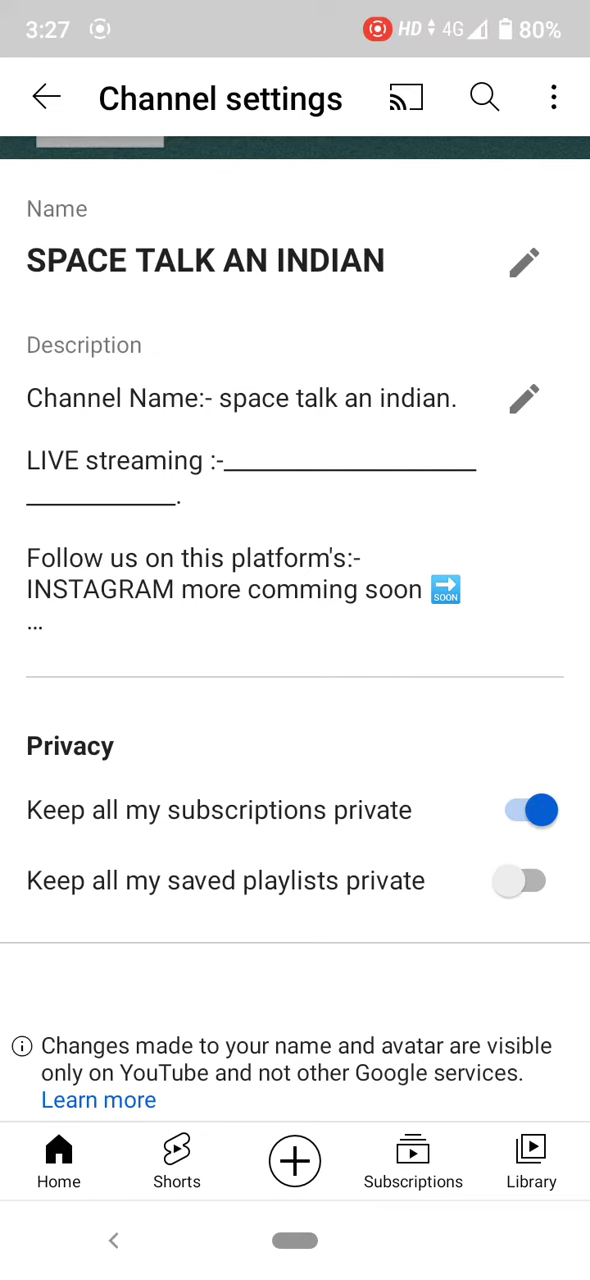 3:27 HD 4G 80%
Channel settings
Name
SPACE TALK AN INDIAN
Description
Channel Name:- space talk an indian.
LIVE streaming :-____________________
____________.
Follow us on this platform's:-
INSTAGRAM more comming soon 🔜
...
Privacy
Keep all my subscriptions private
Keep all my saved playlists private
Changes made to your name and avatar are visible
only on YouTube and not other Google services.
Learn more
Home Shorts Subscriptions Library